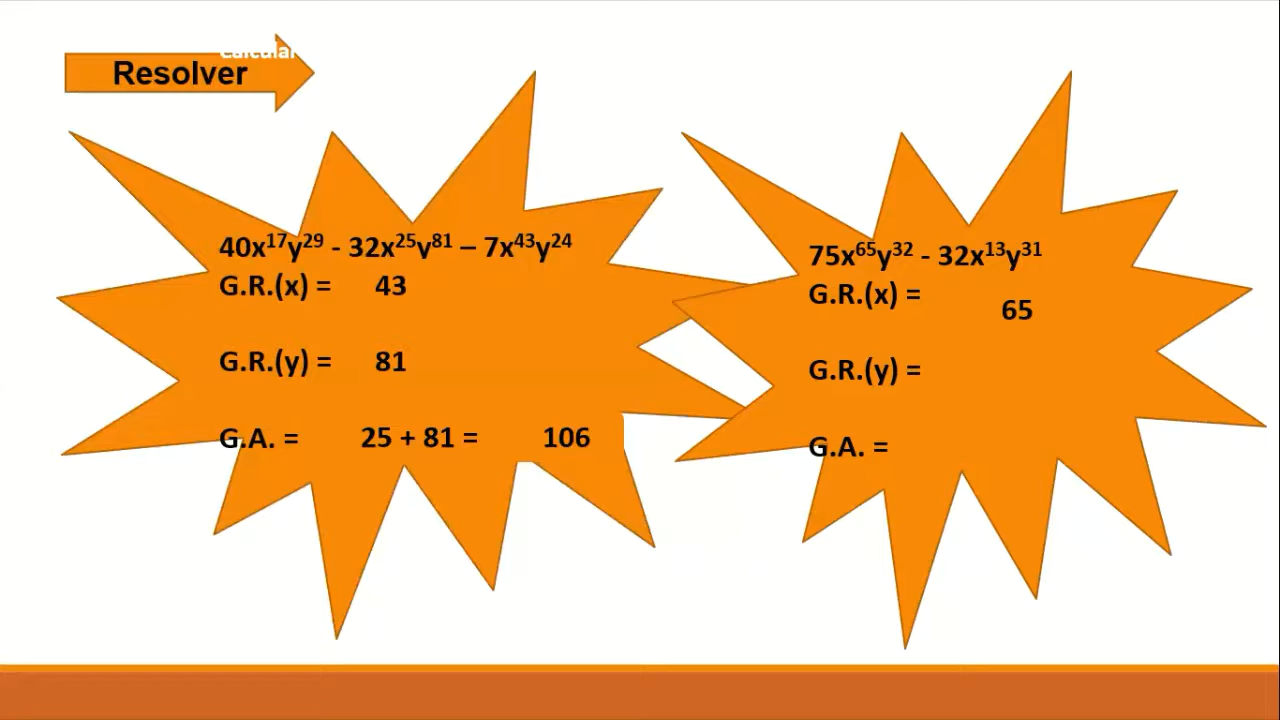 Calcular
Resolver
40x¹⁷y²⁹ - 32x²⁵y⁸¹ – 7x⁴³y²⁴
G.R.(x) = 43
G.R.(y) = 81
G.A. = 25 + 81 = 106
75x⁶⁵y³² - 32x¹³y³¹
G.R.(x) = 65
G.R.(y) =
G.A. =